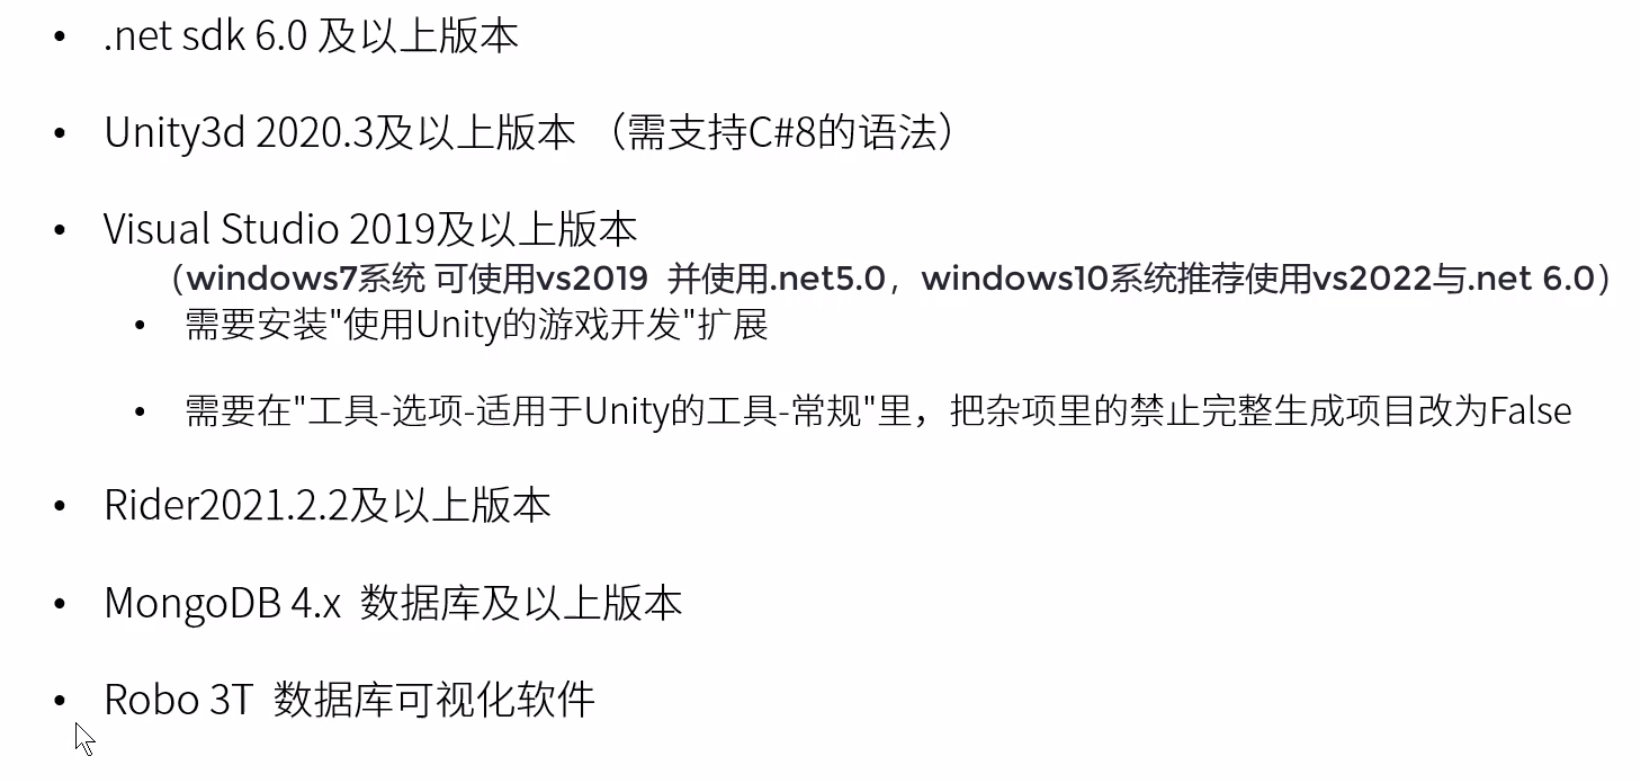 • .net sdk 6.0 及以上版本
• Unity3d 2020.3及以上版本 （需支持C#8的语法）
• Visual Studio 2019及以上版本
（windows7系统 可使用vs2019 并使用.net5.0，windows10系统推荐使用vs2022与.net 6.0）
• 需要安装"使用Unity的游戏开发"扩展
• 需要在"工具-选项-适用于Unity的工具-常规"里，把杂项里的禁止完整生成项目改为False
• Rider2021.2.2及以上版本
• MongoDB 4.x 数据库及以上版本
• Robo 3T 数据库可视化软件